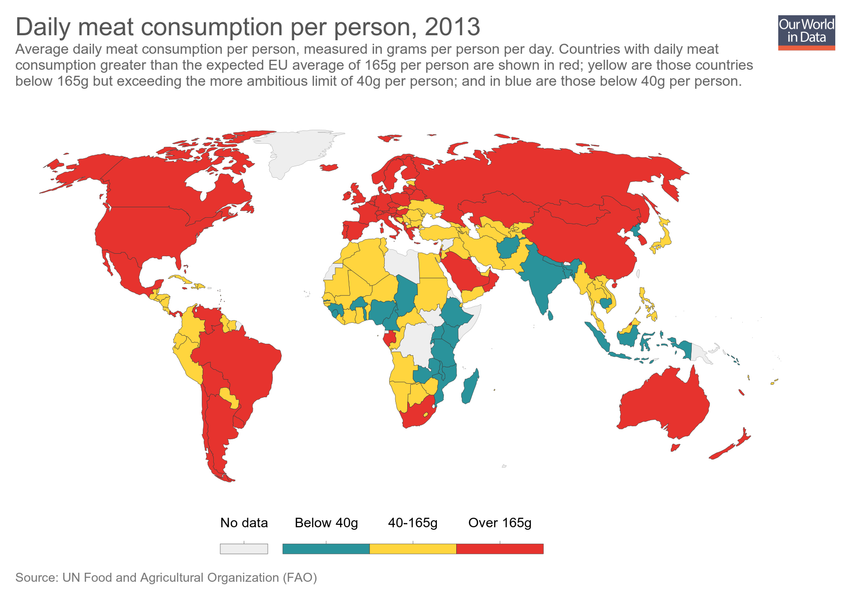 Daily meat consumption per person, 2013
Our World
in Data
Average daily meat consumption per person, measured in grams per person per day. Countries with daily meat
consumption greater than the expected EU average of 165g per person are shown in red; yellow are those countries
below 165g but exceeding the more ambitious limit of 40g per person; and in blue are those below 40g per person.
No data
Below 40g
40-165g
Over 165g
Source: UN Food and Agricultural Organization (FAO)